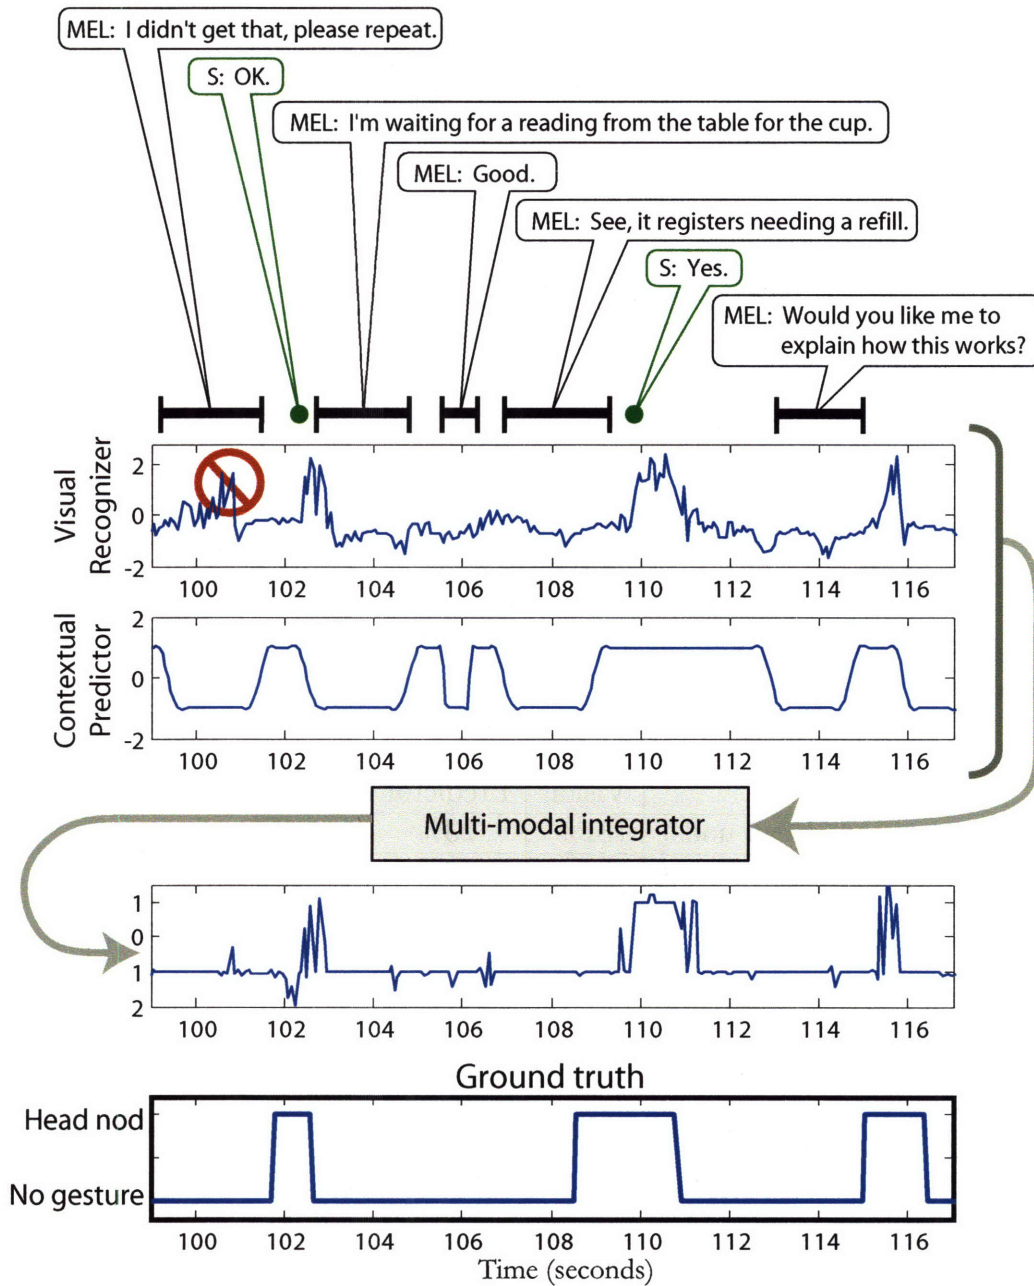 MEL: I didn't get that, please repeat.
S: OK.
MEL: I'm waiting for a reading from the table for the cup.
MEL: Good.
MEL: See, it registers needing a refill.
S: Yes.
MEL: Would you like me to
explain how this works?
Visual
Recognizer
2
0
-2
100 102 104 106 108 110 112 114 116
Contextual
Predictor
2
0
-2
100 102 104 106 108 110 112 114 116
Multi-modal integrator
1
0
1
2
100 102 104 106 108 110 112 114 116
Ground truth
Head nod
No gesture
100 102 104 106 108 110 112 114 116
Time (seconds)